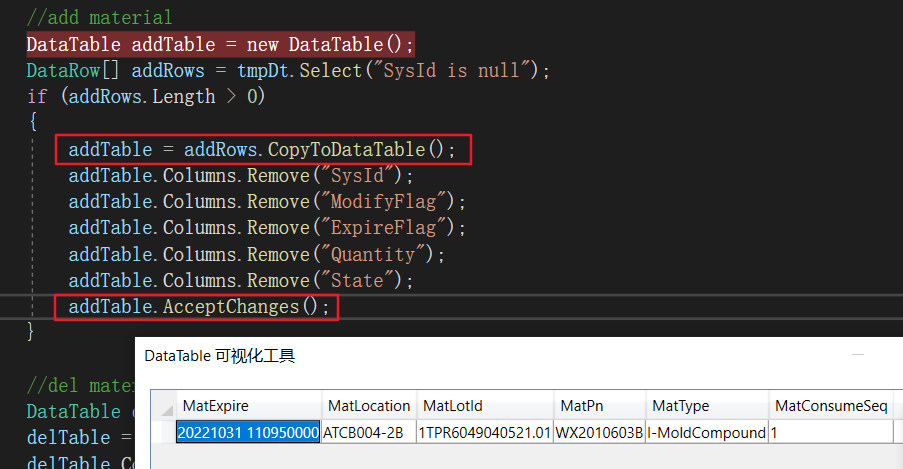 //add material
DataTable addTable = new DataTable();
DataRow[] addRows = tmpDt.Select("SysId is null");
if (addRows.Length > 0)
{
addTable = addRows.CopyToDataTable();
addTable.Columns.Remove("SysId");
addTable.Columns.Remove("ModifyFlag");
addTable.Columns.Remove("ExpireFlag");
addTable.Columns.Remove("Quantity");
addTable.Columns.Remove("State");
addTable.AcceptChanges();
}
DataTable 可视化工具
//del mate
DataTable
delTable =
delTable.Co
MatExpire MatLocation MatLotId MatPn MatType MatConsumeSeq
20221031 110950000 ATCB004-2B 1TPR6049040521.01 WX2010603B I-MoldCompound 1